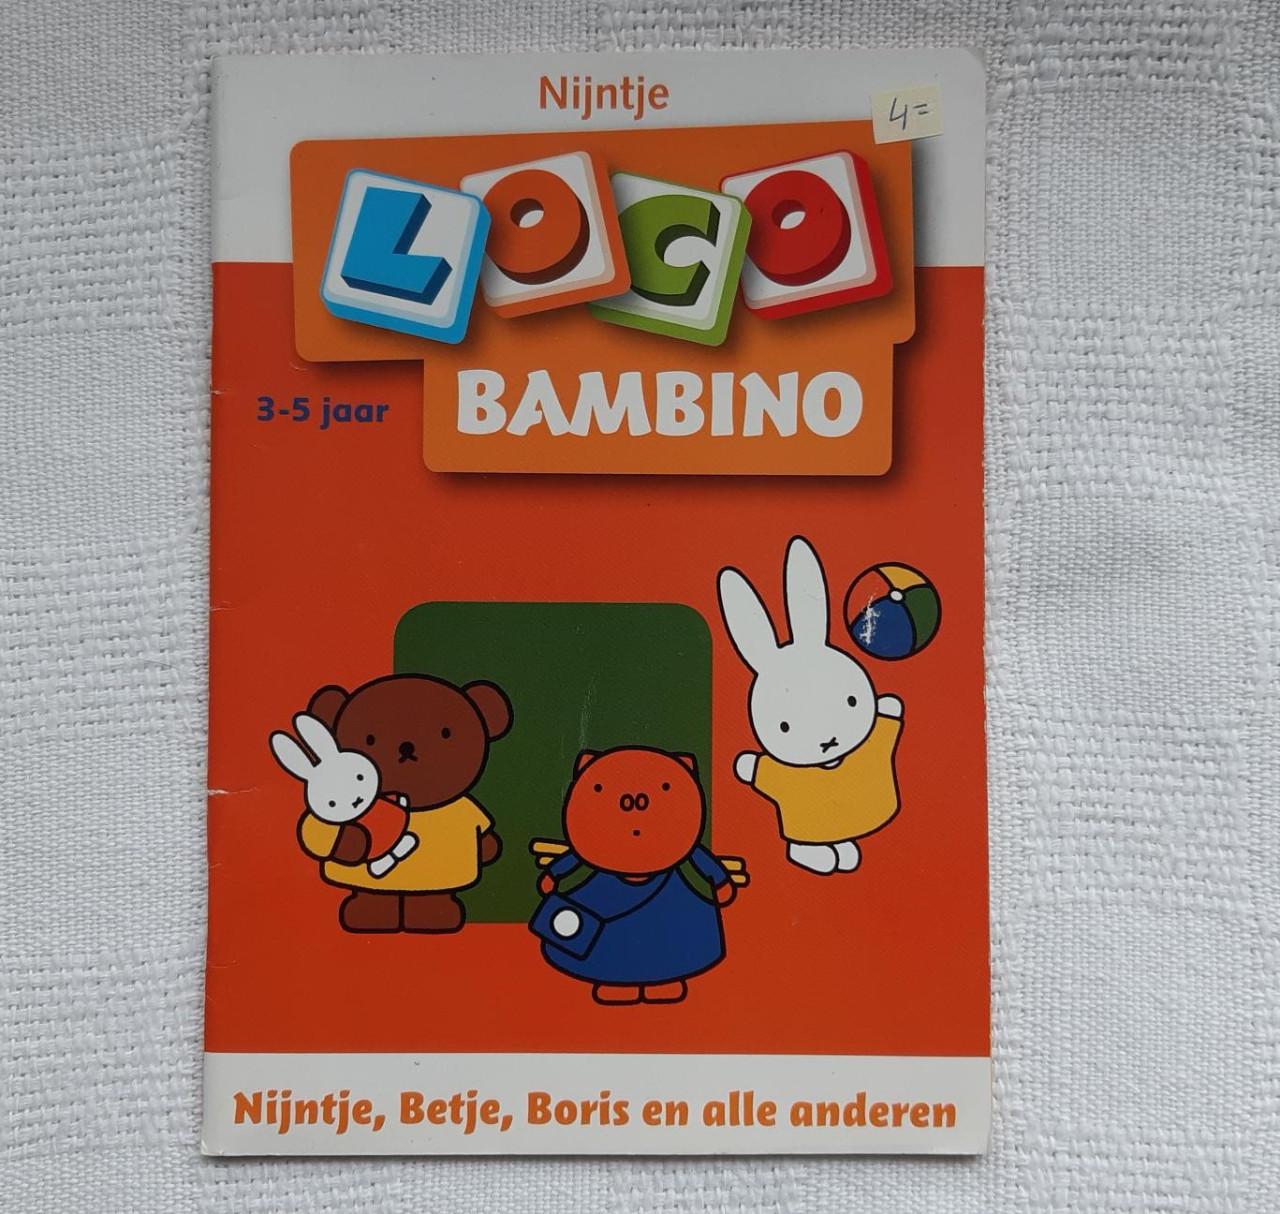 Nijntje
4=
LOCO
BAMBINO
3-5 jaar
Nijntje, Betje, Boris en alle anderen